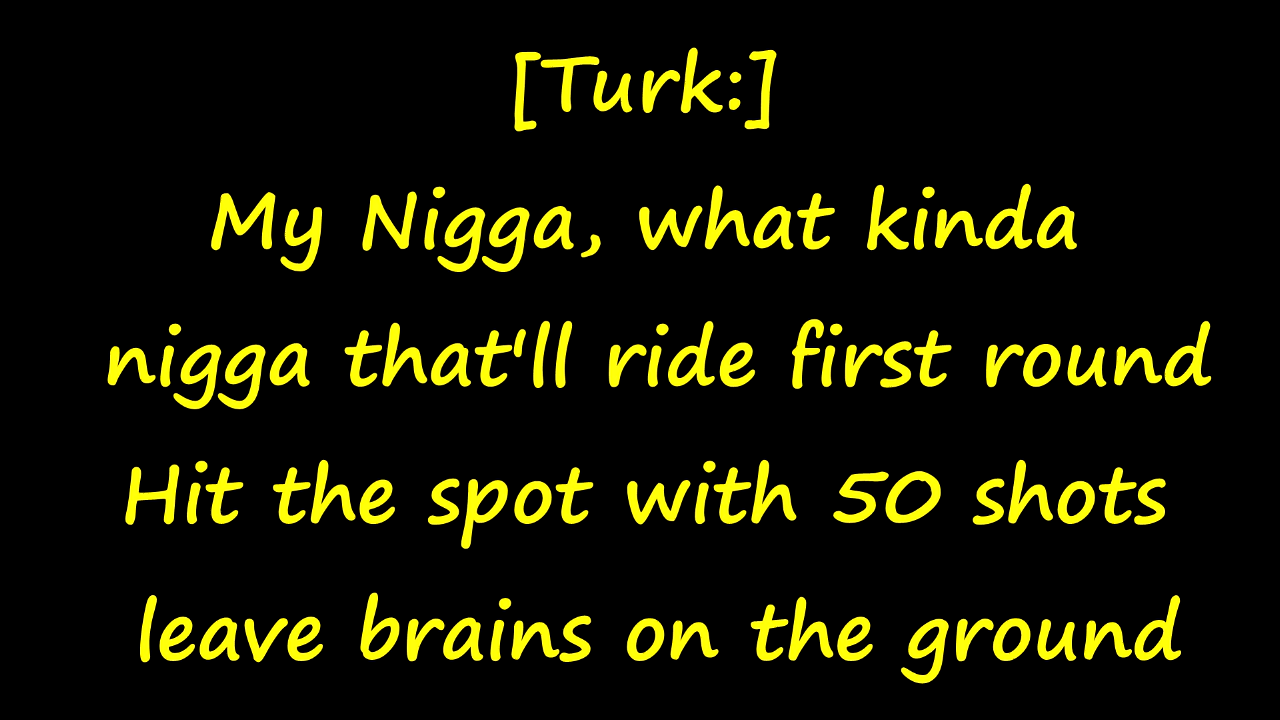 [Turk:]
My Nigga, what kinda
nigga that'll ride first round
Hit the spot with 50 shots
leave brains on the ground